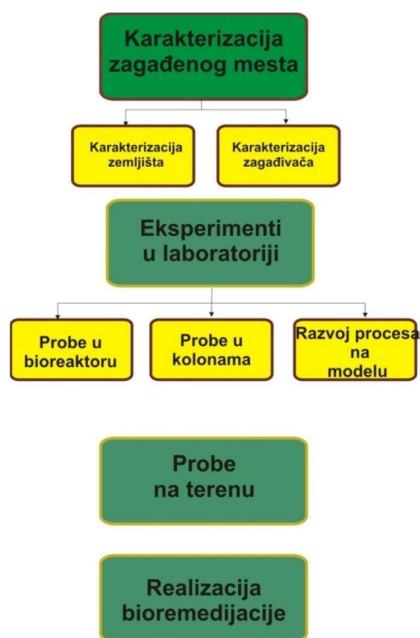 Karakterizacija
zagađenog mesta
Karakterizacija
zemljišta
Karakterizacija
zagađivača
Eksperimenti
u laboratoriji
Probe u
bioreaktoru
Probe u
kolonama
Razvoj procesa
na
modelu
Probe
na terenu
Realizacija
bioremedijacije